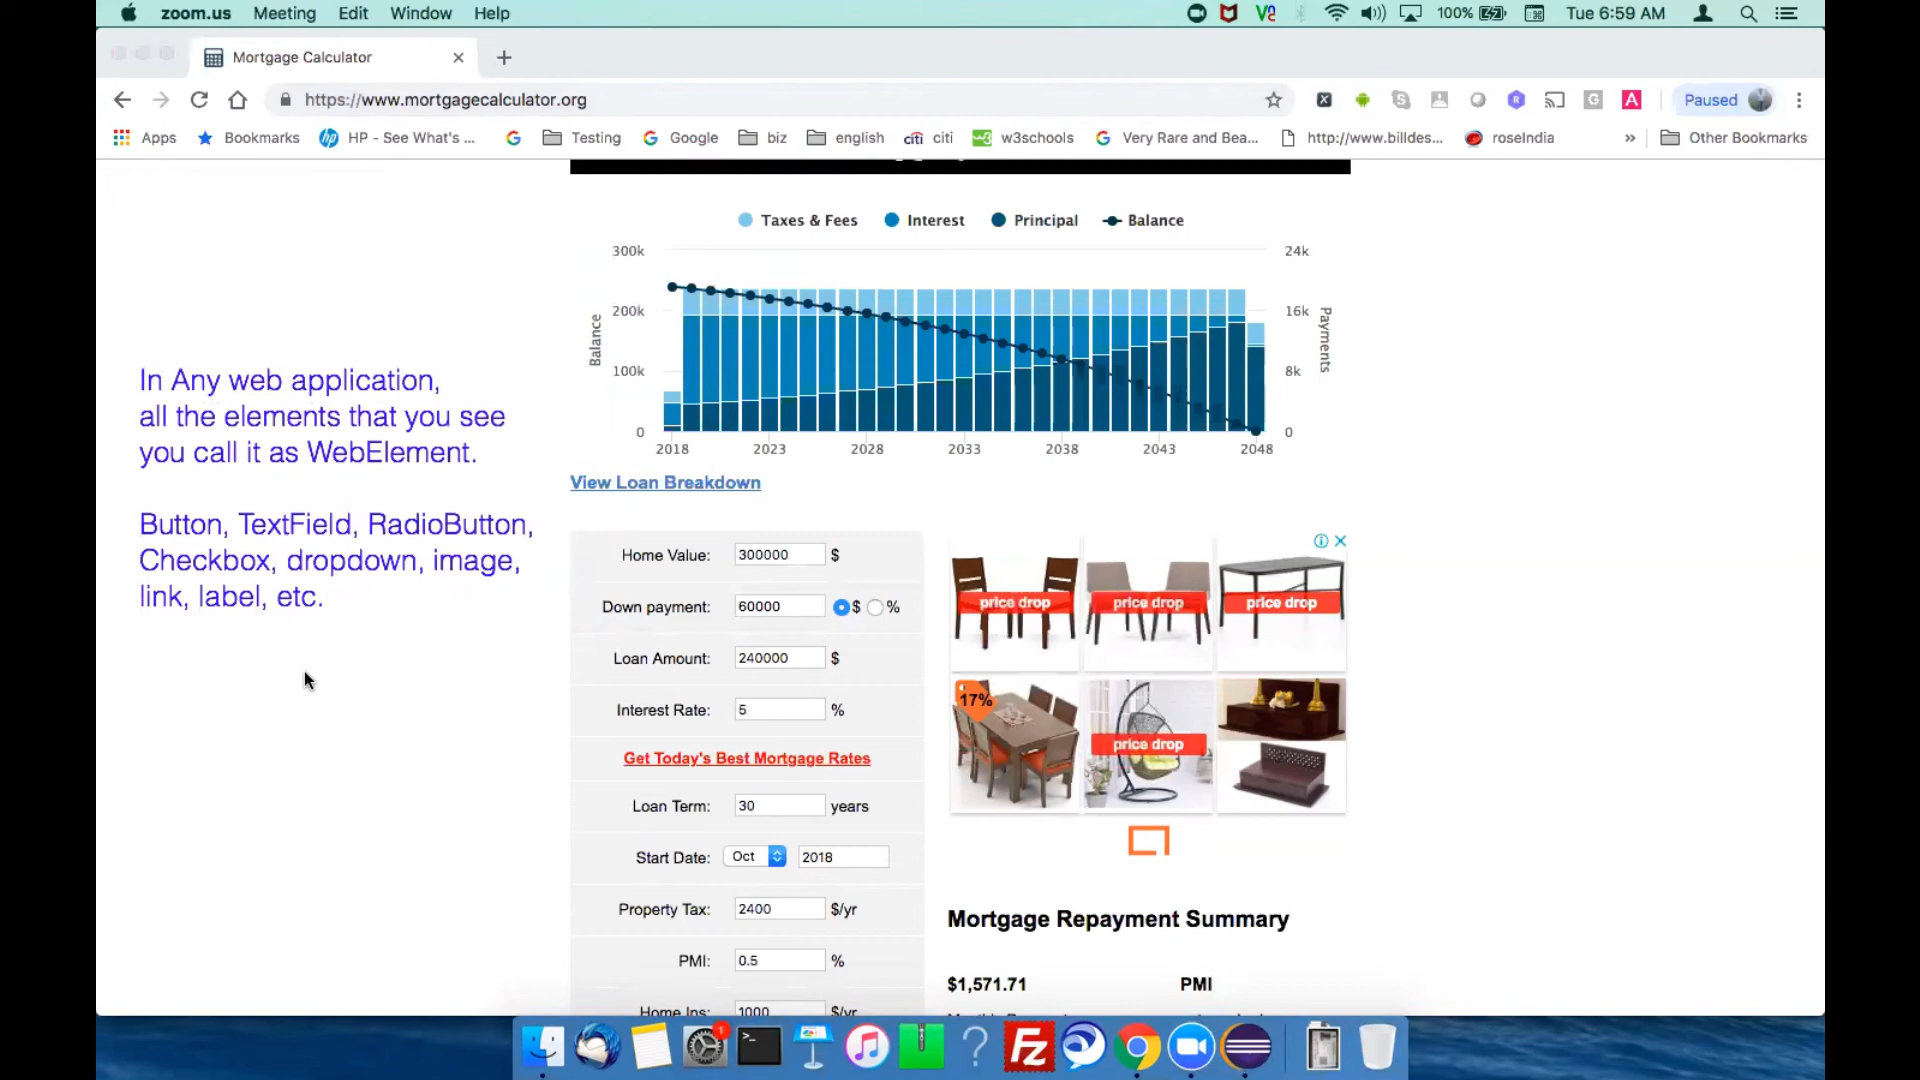 zoom.us Meeting Edit Window Help 100% Tue 6:59 AM
Mortgage Calculator
https://www.mortgagecalculator.org Paused
Apps Bookmarks HP - See What's ... Testing Google biz english citi citi w3schools Very Rare and Bea... http://www.billdes... roseIndia » Other Bookmarks
Taxes & Fees Interest Principal Balance
300k 24k
200k 16k
100k 8k
0 0
Balance
Payments
2018 2023 2028 2033 2038 2043 2048
In Any web application,
all the elements that you see
you call it as WebElement.
Button, TextField, RadioButton,
Checkbox, dropdown, image,
link, label, etc.
View Loan Breakdown
Home Value: 300000 $
Down payment: 60000 $ %
Loan Amount: 240000 $
Interest Rate: 5 %
Get Today's Best Mortgage Rates
Loan Term: 30 years
Start Date: Oct 2018
Property Tax: 2400 $/yr
PMI: 0.5 %
Home Ins: 1000 $/yr
price drop price drop price drop
17%
price drop
Mortgage Repayment Summary
$1,571.71 PMI
1
Fz